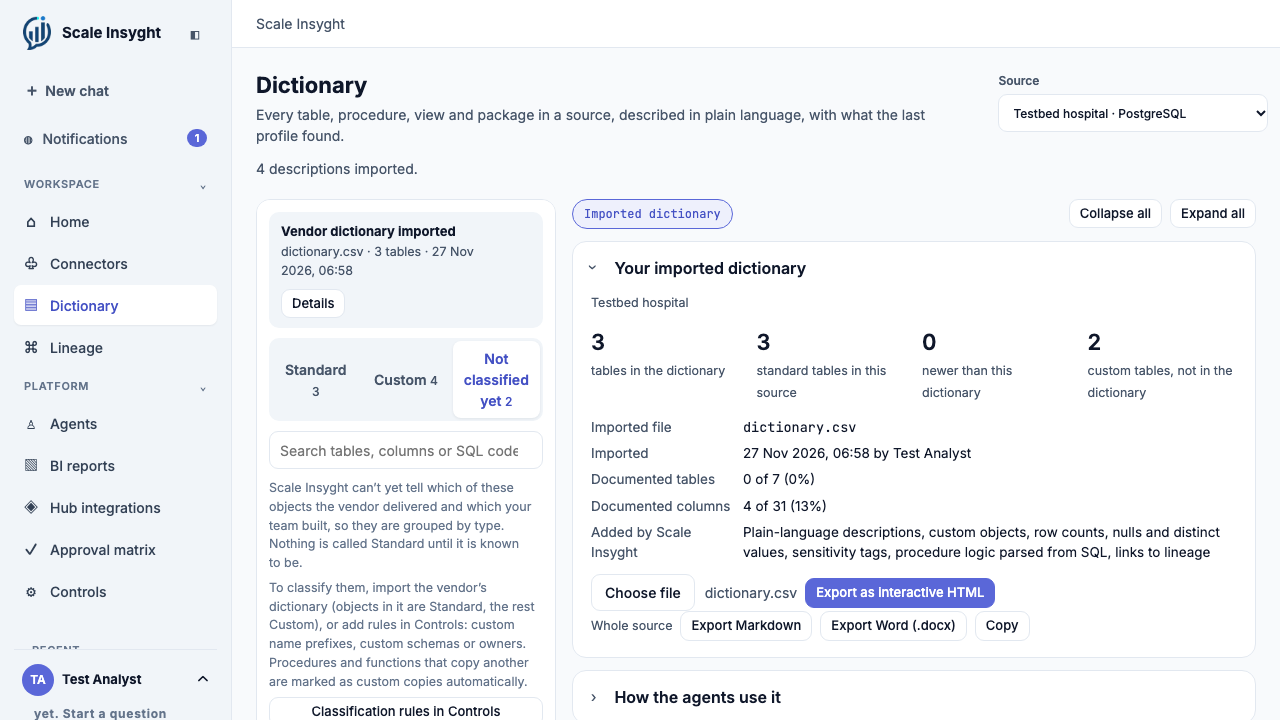 Scale Insyght
New chat
Notifications
1
WORKSPACE
Home
Connectors
Dictionary
Lineage
PLATFORM
Agents
BI reports
Hub integrations
Approval matrix
Controls
RECENT
TA
Test Analyst
yet. Start a question
Scale Insyght
Dictionary
Every table, procedure, view and package in a source, described in plain language, with what the last
profile found.
4 descriptions imported.
Source
Testbed hospital · PostgreSQL
Vendor dictionary imported
dictionary.csv · 3 tables · 27 Nov
2026, 06:58
Details
Standard
3
Custom 4
Not
classified
yet 2
Search tables, columns or SQL code
Scale Insyght can’t yet tell which of these
objects the vendor delivered and which your
team built, so they are grouped by type.
Nothing is called Standard until it is known
to be.
To classify them, import the vendor’s
dictionary (objects in it are Standard, the rest
Custom), or add rules in Controls: custom
name prefixes, custom schemas or owners.
Procedures and functions that copy another
are marked as custom copies automatically.
Classification rules in Controls
Imported dictionary
Collapse all
Expand all
Your imported dictionary
Testbed hospital
3
tables in the dictionary
3
standard tables in this
source
0
newer than this
dictionary
2
custom tables, not in the
dictionary
Imported file dictionary.csv
Imported 27 Nov 2026, 06:58 by Test Analyst
Documented tables 0 of 7 (0%)
Documented columns 4 of 31 (13%)
Added by Scale Plain-language descriptions, custom objects, row counts, nulls and distinct
Insyght values, sensitivity tags, procedure logic parsed from SQL, links to lineage
Choose file dictionary.csv Export as interactive HTML
Whole source Export Markdown Export Word (.docx) Copy
How the agents use it